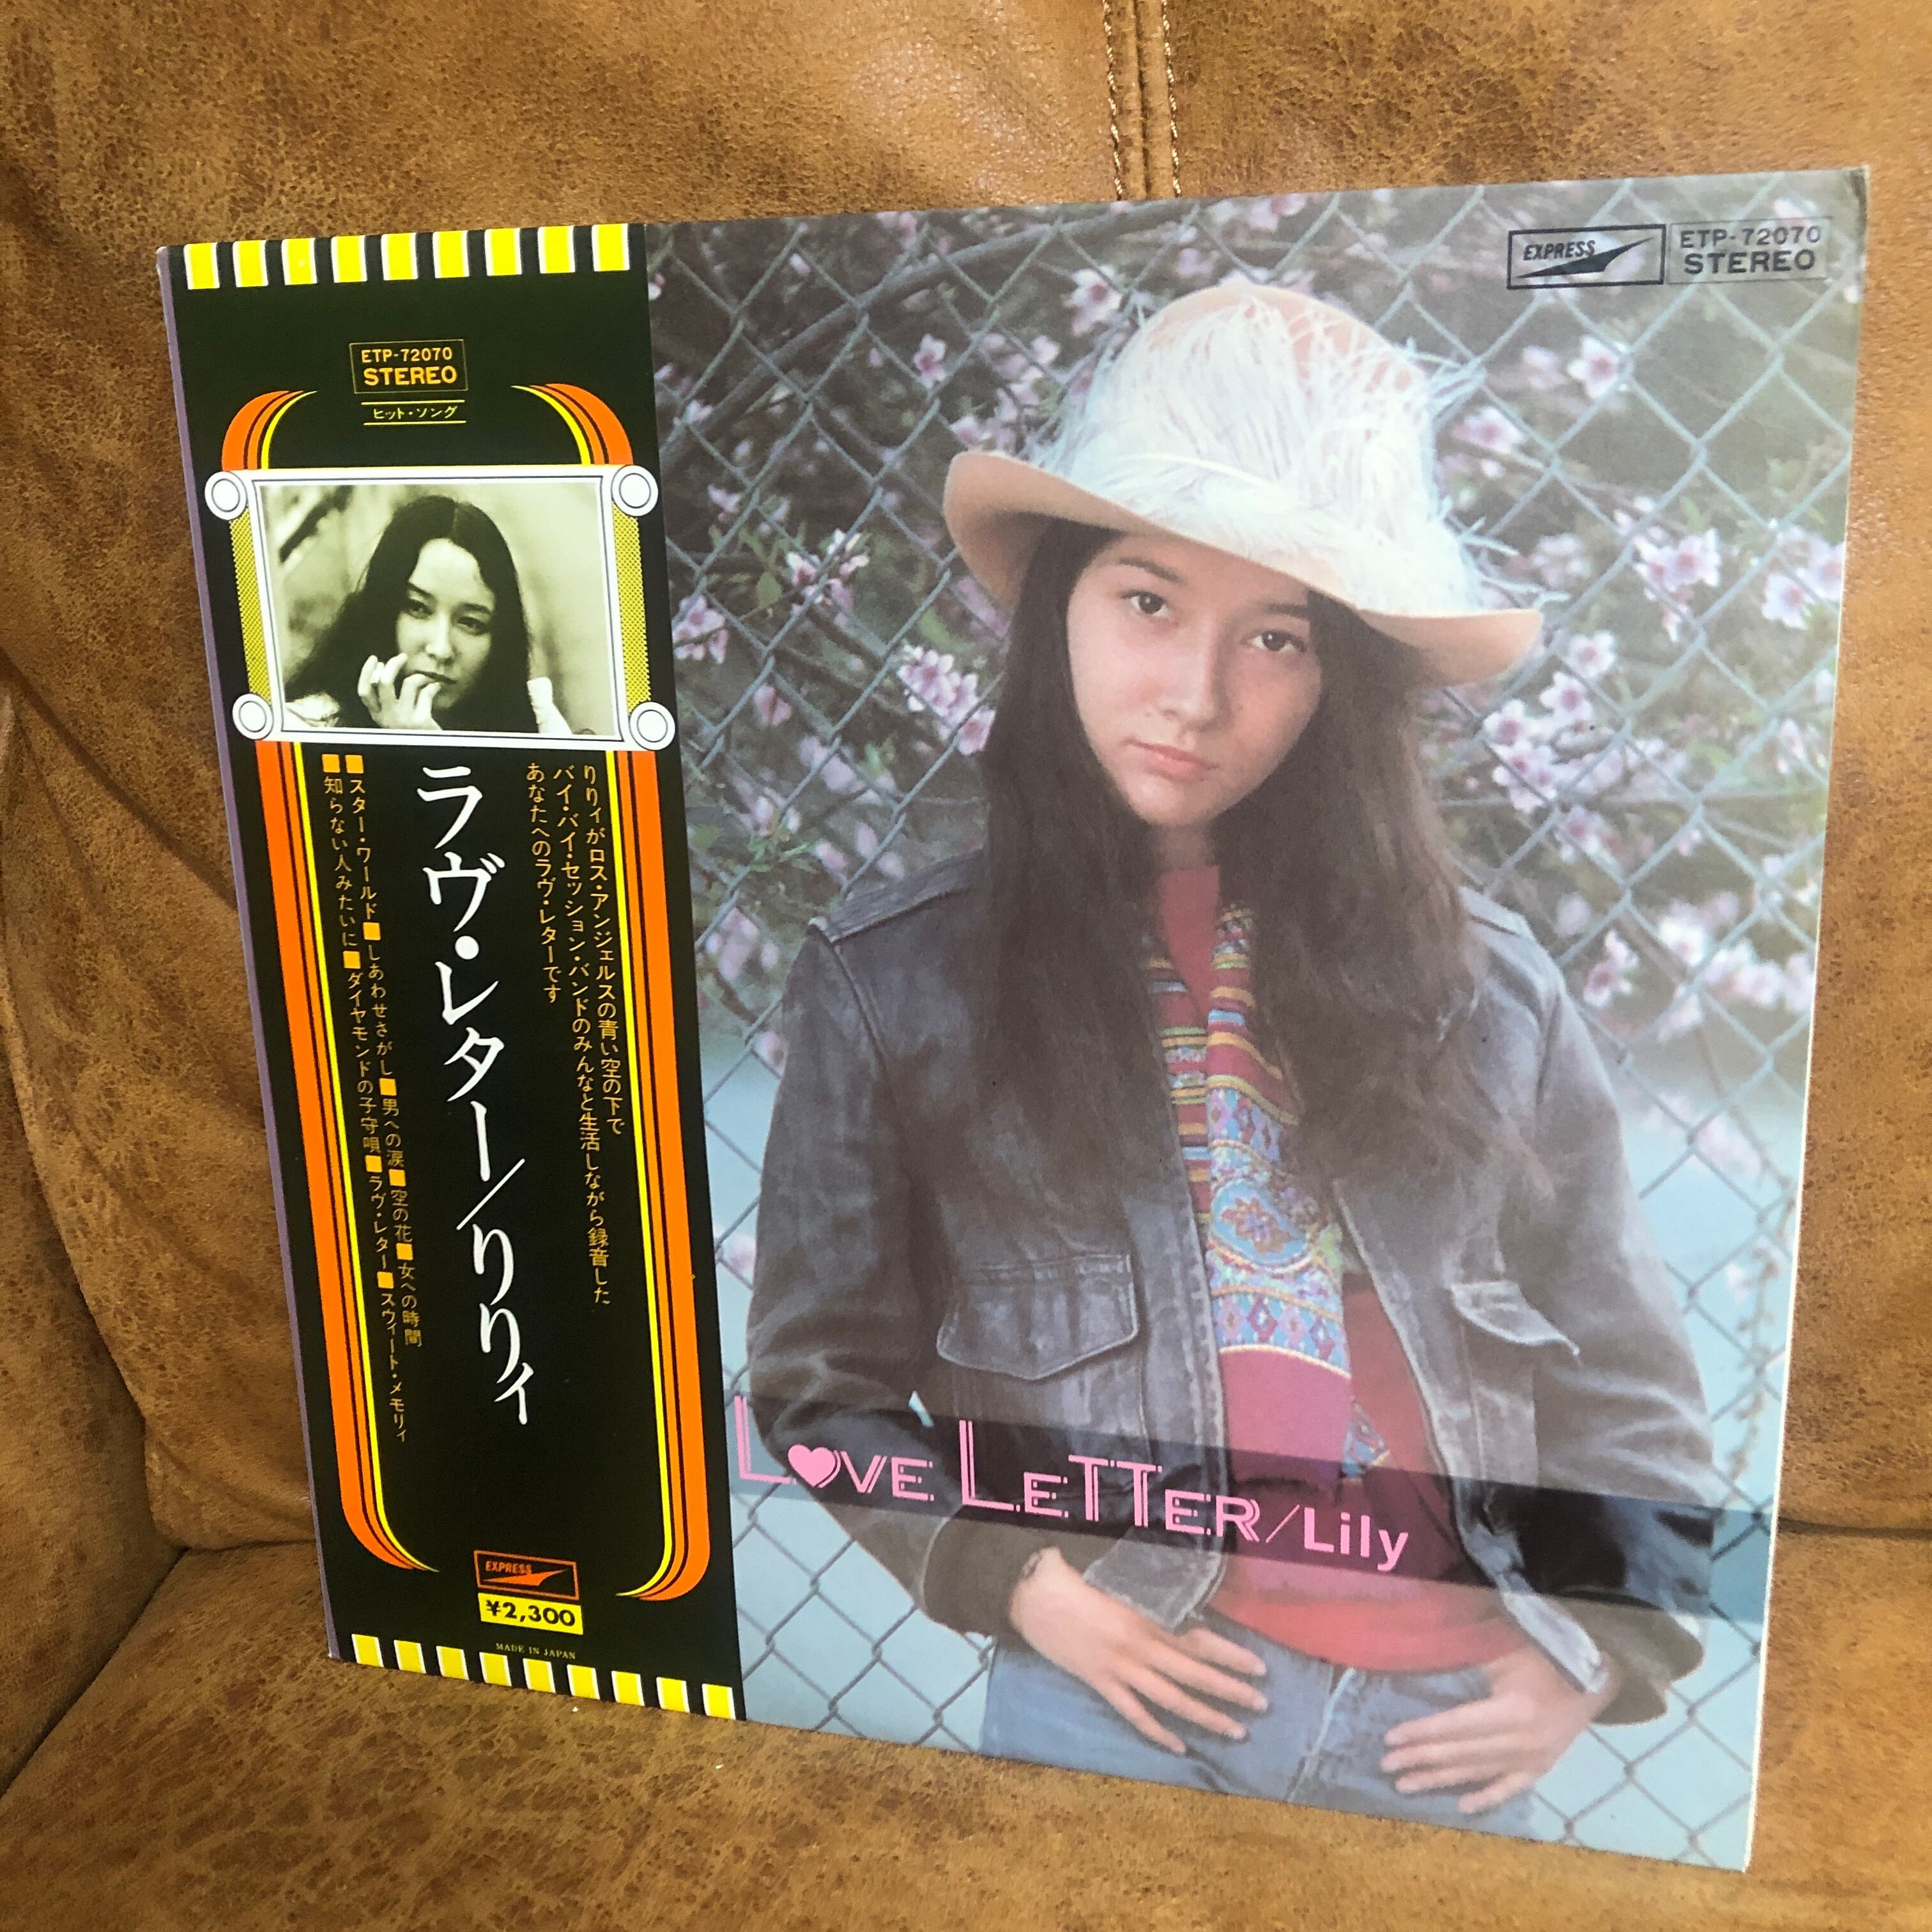 ETP-72070
STEREO
ヒット・ソング
りりィがロス・アンジェルスの青い空の下で
バイ・バイ・セッション・バンドのみんなと生活しながら録音した
あなたへのラヴ・レターです
ラヴ・レター/りりィ
■スター・ワールド■しあわせさがし■男への涙■空の花■女への時間
■知らない人みたいに■ダイヤモンドの子守唄■ラヴ・レター■スウィート・メモリィ
EXPRESS
¥2,300
MADE IN JAPAN
EXPRESS
ETP-72070
STEREO
LOVE LETTER/Lily